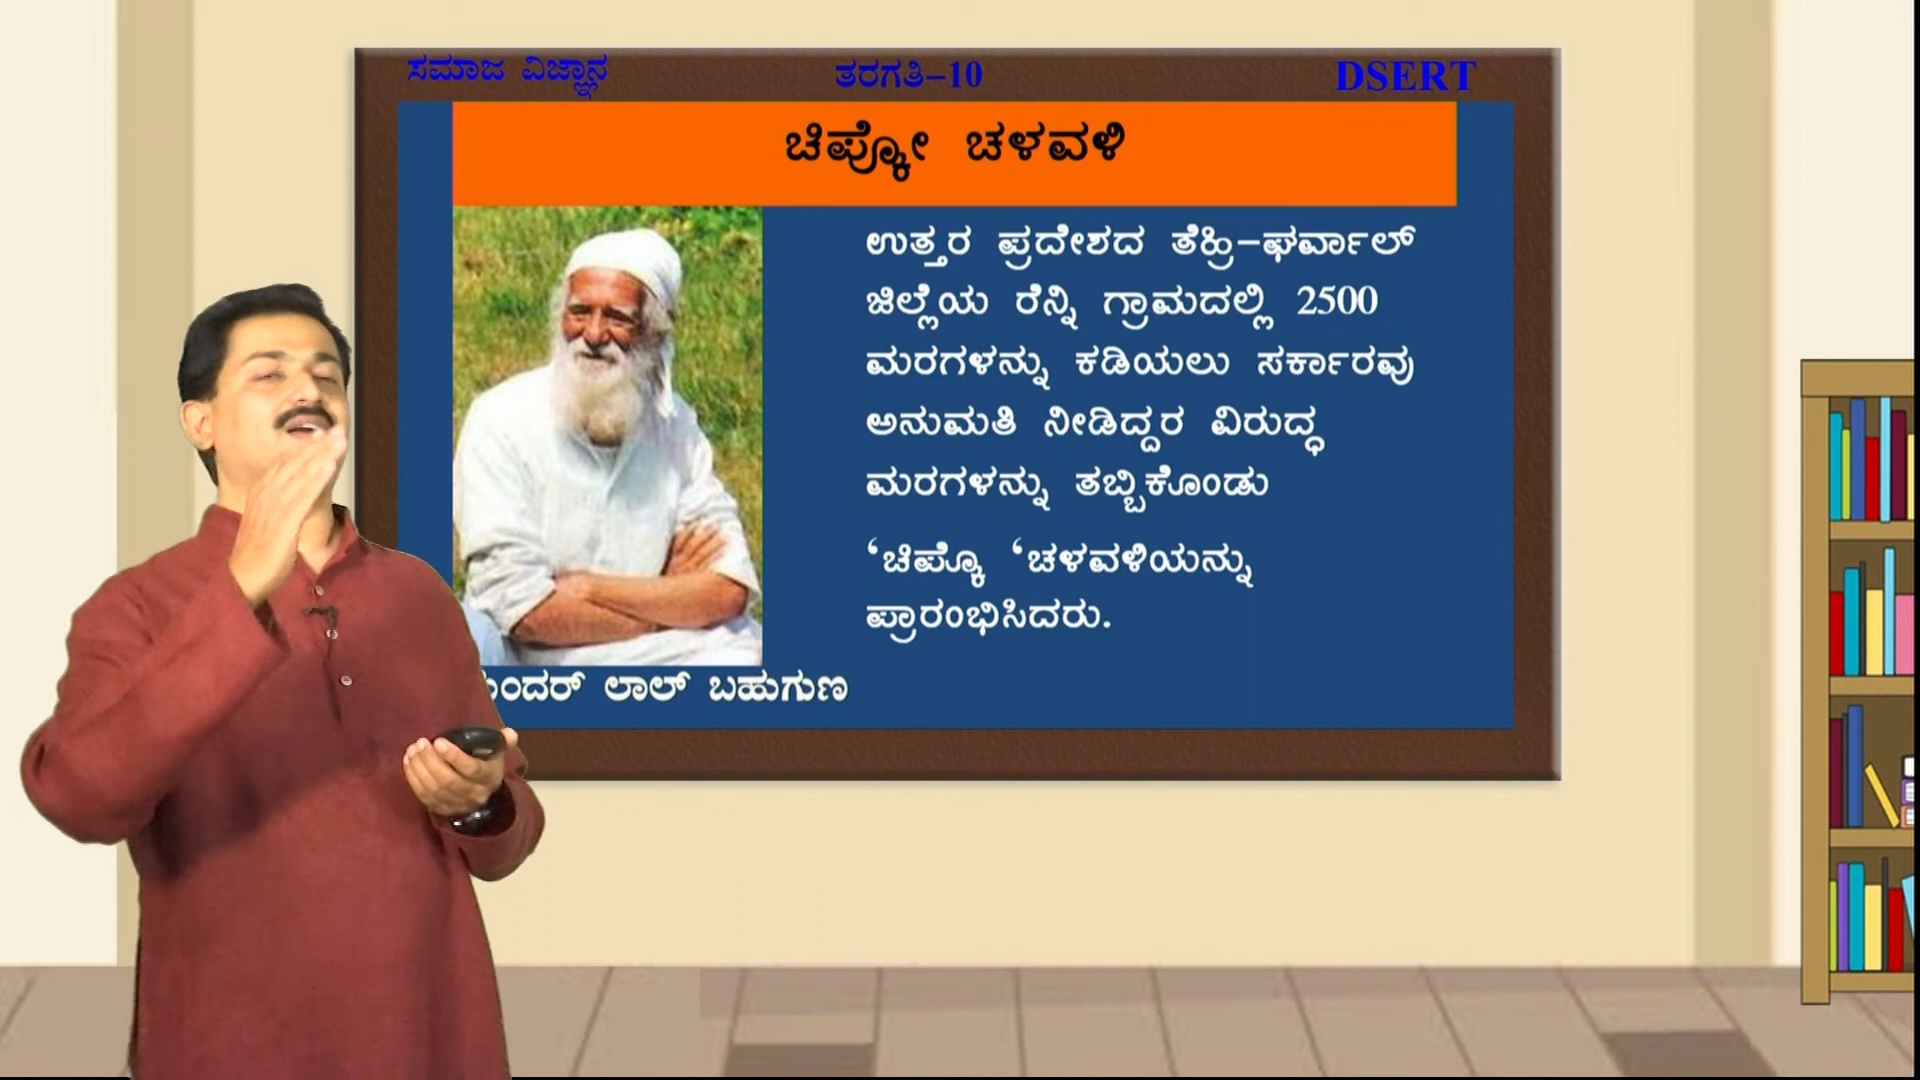 ಸಮಾಜ ವಿಜ್ಞಾನ ತರಗತಿ-10 DSERT
ಚಿಪ್ಕೋ ಚಳವಳಿ
ಉತ್ತರ ಪ್ರದೇಶದ ತೆಹ್ರಿ-ಘರ್ವಾಲ್
ಜಿಲ್ಲೆಯ ರೆನ್ನಿ ಗ್ರಾಮದಲ್ಲಿ 2500
ಮರಗಳನ್ನು ಕಡಿಯಲು ಸರ್ಕಾರವು
ಅನುಮತಿ ನೀಡಿದ್ದರ ವಿರುದ್ಧ
ಮರಗಳನ್ನು ತಬ್ಬಿಕೊಂಡು
‘ಚಿಪ್ಕೊ ‘ಚಳವಳಿಯನ್ನು
ಪ್ರಾರಂಭಿಸಿದರು.
ಲಾಲ್ ಬಹುಗುಣ